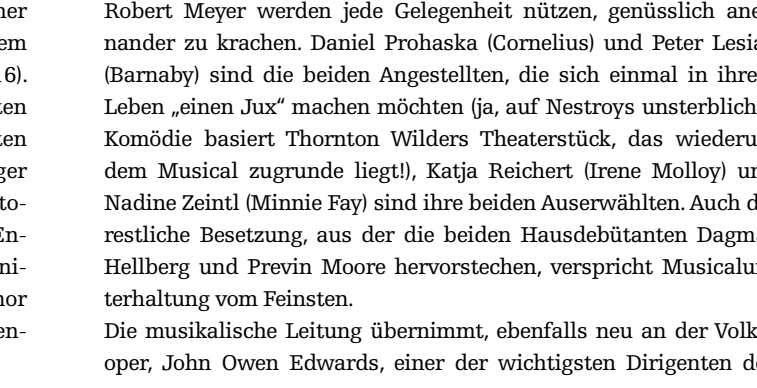 ner
em
16).
ten
ten
ger
to-
En-
ni-
nor
en-
Robert Meyer werden jede Gelegenheit nützen, genüsslich ane
nander zu krachen. Daniel Prohaska (Cornelius) und Peter Lesia
(Barnaby) sind die beiden Angestellten, die sich einmal in ihre
Leben „einen Jux“ machen möchten (ja, auf Nestroys unsterblich
Komödie basiert Thornton Wilders Theaterstück, das wiederu
dem Musical zugrunde liegt!), Katja Reichert (Irene Molloy) un
Nadine Zeintl (Minnie Fay) sind ihre beiden Auserwählten. Auch d
restliche Besetzung, aus der die beiden Hausdebütanten Dagma
Hellberg und Previn Moore hervorstechen, verspricht Musicalun
terhaltung vom Feinsten.
Die musikalische Leitung übernimmt, ebenfalls neu an der Volk
oper, John Owen Edwards, einer der wichtigsten Dirigenten de